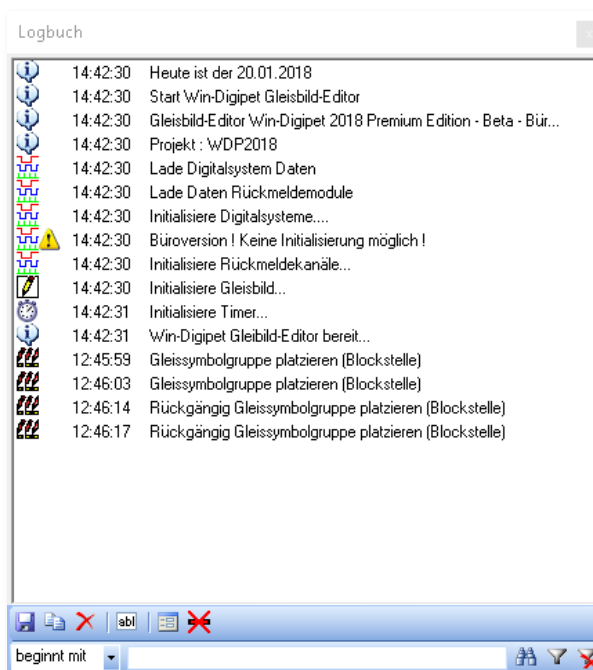 Logbuch
14:42:30 Heute ist der 20.01.2018
14:42:30 Start Win-Digipet Gleisbild-Editor
14:42:30 Gleisbild-Editor Win-Digipet 2018 Premium Edition - Beta - Bür...
14:42:30 Projekt : WDP2018
14:42:30 Lade Digitalsystem Daten
14:42:30 Lade Daten Rückmeldemodule
14:42:30 Initialisiere Digitalsysteme....
14:42:30 Büroversion ! Keine Initialisierung möglich !
14:42:30 Initialisiere Rückmeldekanäle...
14:42:30 Initialisiere Gleisbild...
14:42:31 Initialisiere Timer...
14:42:31 Win-Digipet Gleibild-Editor bereit...
12:45:59 Gleissymbolgruppe platzieren (Blockstelle)
12:46:03 Gleissymbolgruppe platzieren (Blockstelle)
12:46:14 Rückgängig Gleissymbolgruppe platzieren (Blockstelle)
12:46:17 Rückgängig Gleissymbolgruppe platzieren (Blockstelle)
abl
beginnt mit